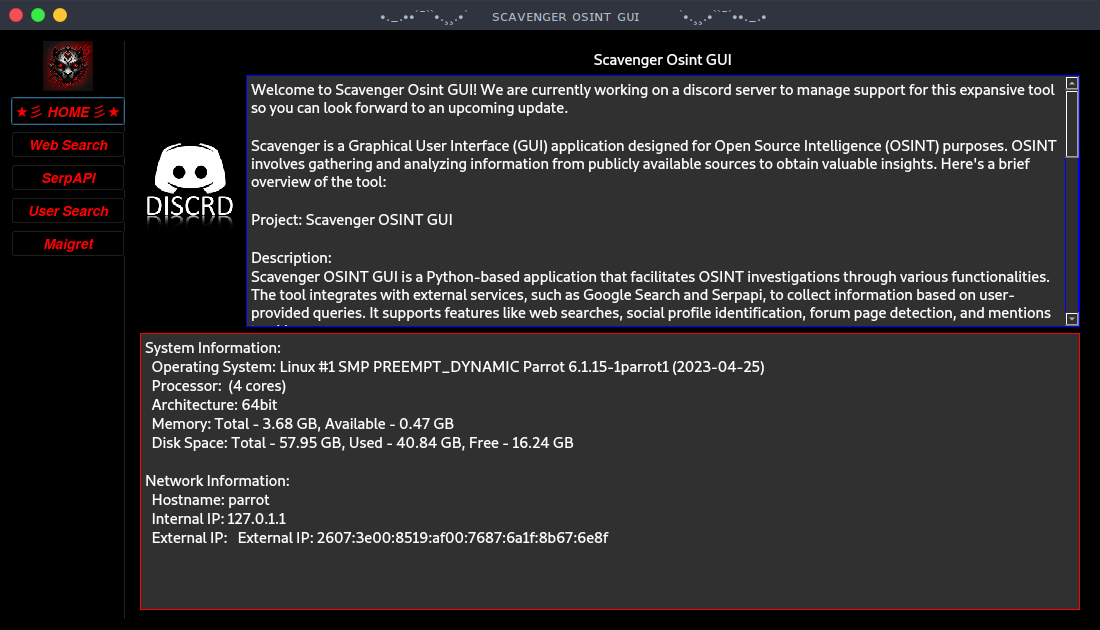 •._.••´¯``•.¸¸.•` SCAVENGER OSINT GUI `•.¸¸.•´´¯`••._.•
Scavenger Osint GUI
★彡 HOME 彡★
Web Search
SerpAPI
User Search
Maigret
DISCRD
Welcome to Scavenger Osint GUI! We are currently working on a discord server to manage support for this expansive tool
so you can look forward to an upcoming update.
Scavenger is a Graphical User Interface (GUI) application designed for Open Source Intelligence (OSINT) purposes. OSINT
involves gathering and analyzing information from publicly available sources to obtain valuable insights. Here's a brief
overview of the tool:
Project: Scavenger OSINT GUI
Description:
Scavenger OSINT GUI is a Python-based application that facilitates OSINT investigations through various functionalities.
The tool integrates with external services, such as Google Search and Serpapi, to collect information based on user-
provided queries. It supports features like web searches, social profile identification, forum page detection, and mentions
System Information:
Operating System: Linux #1 SMP PREEMPT_DYNAMIC Parrot 6.1.15-1parrot1 (2023-04-25)
Processor: (4 cores)
Architecture: 64bit
Memory: Total - 3.68 GB, Available - 0.47 GB
Disk Space: Total - 57.95 GB, Used - 40.84 GB, Free - 16.24 GB
Network Information:
Hostname: parrot
Internal IP: 127.0.1.1
External IP: External IP: 2607:3e00:8519:af00:7687:6a1f:8b67:6e8f